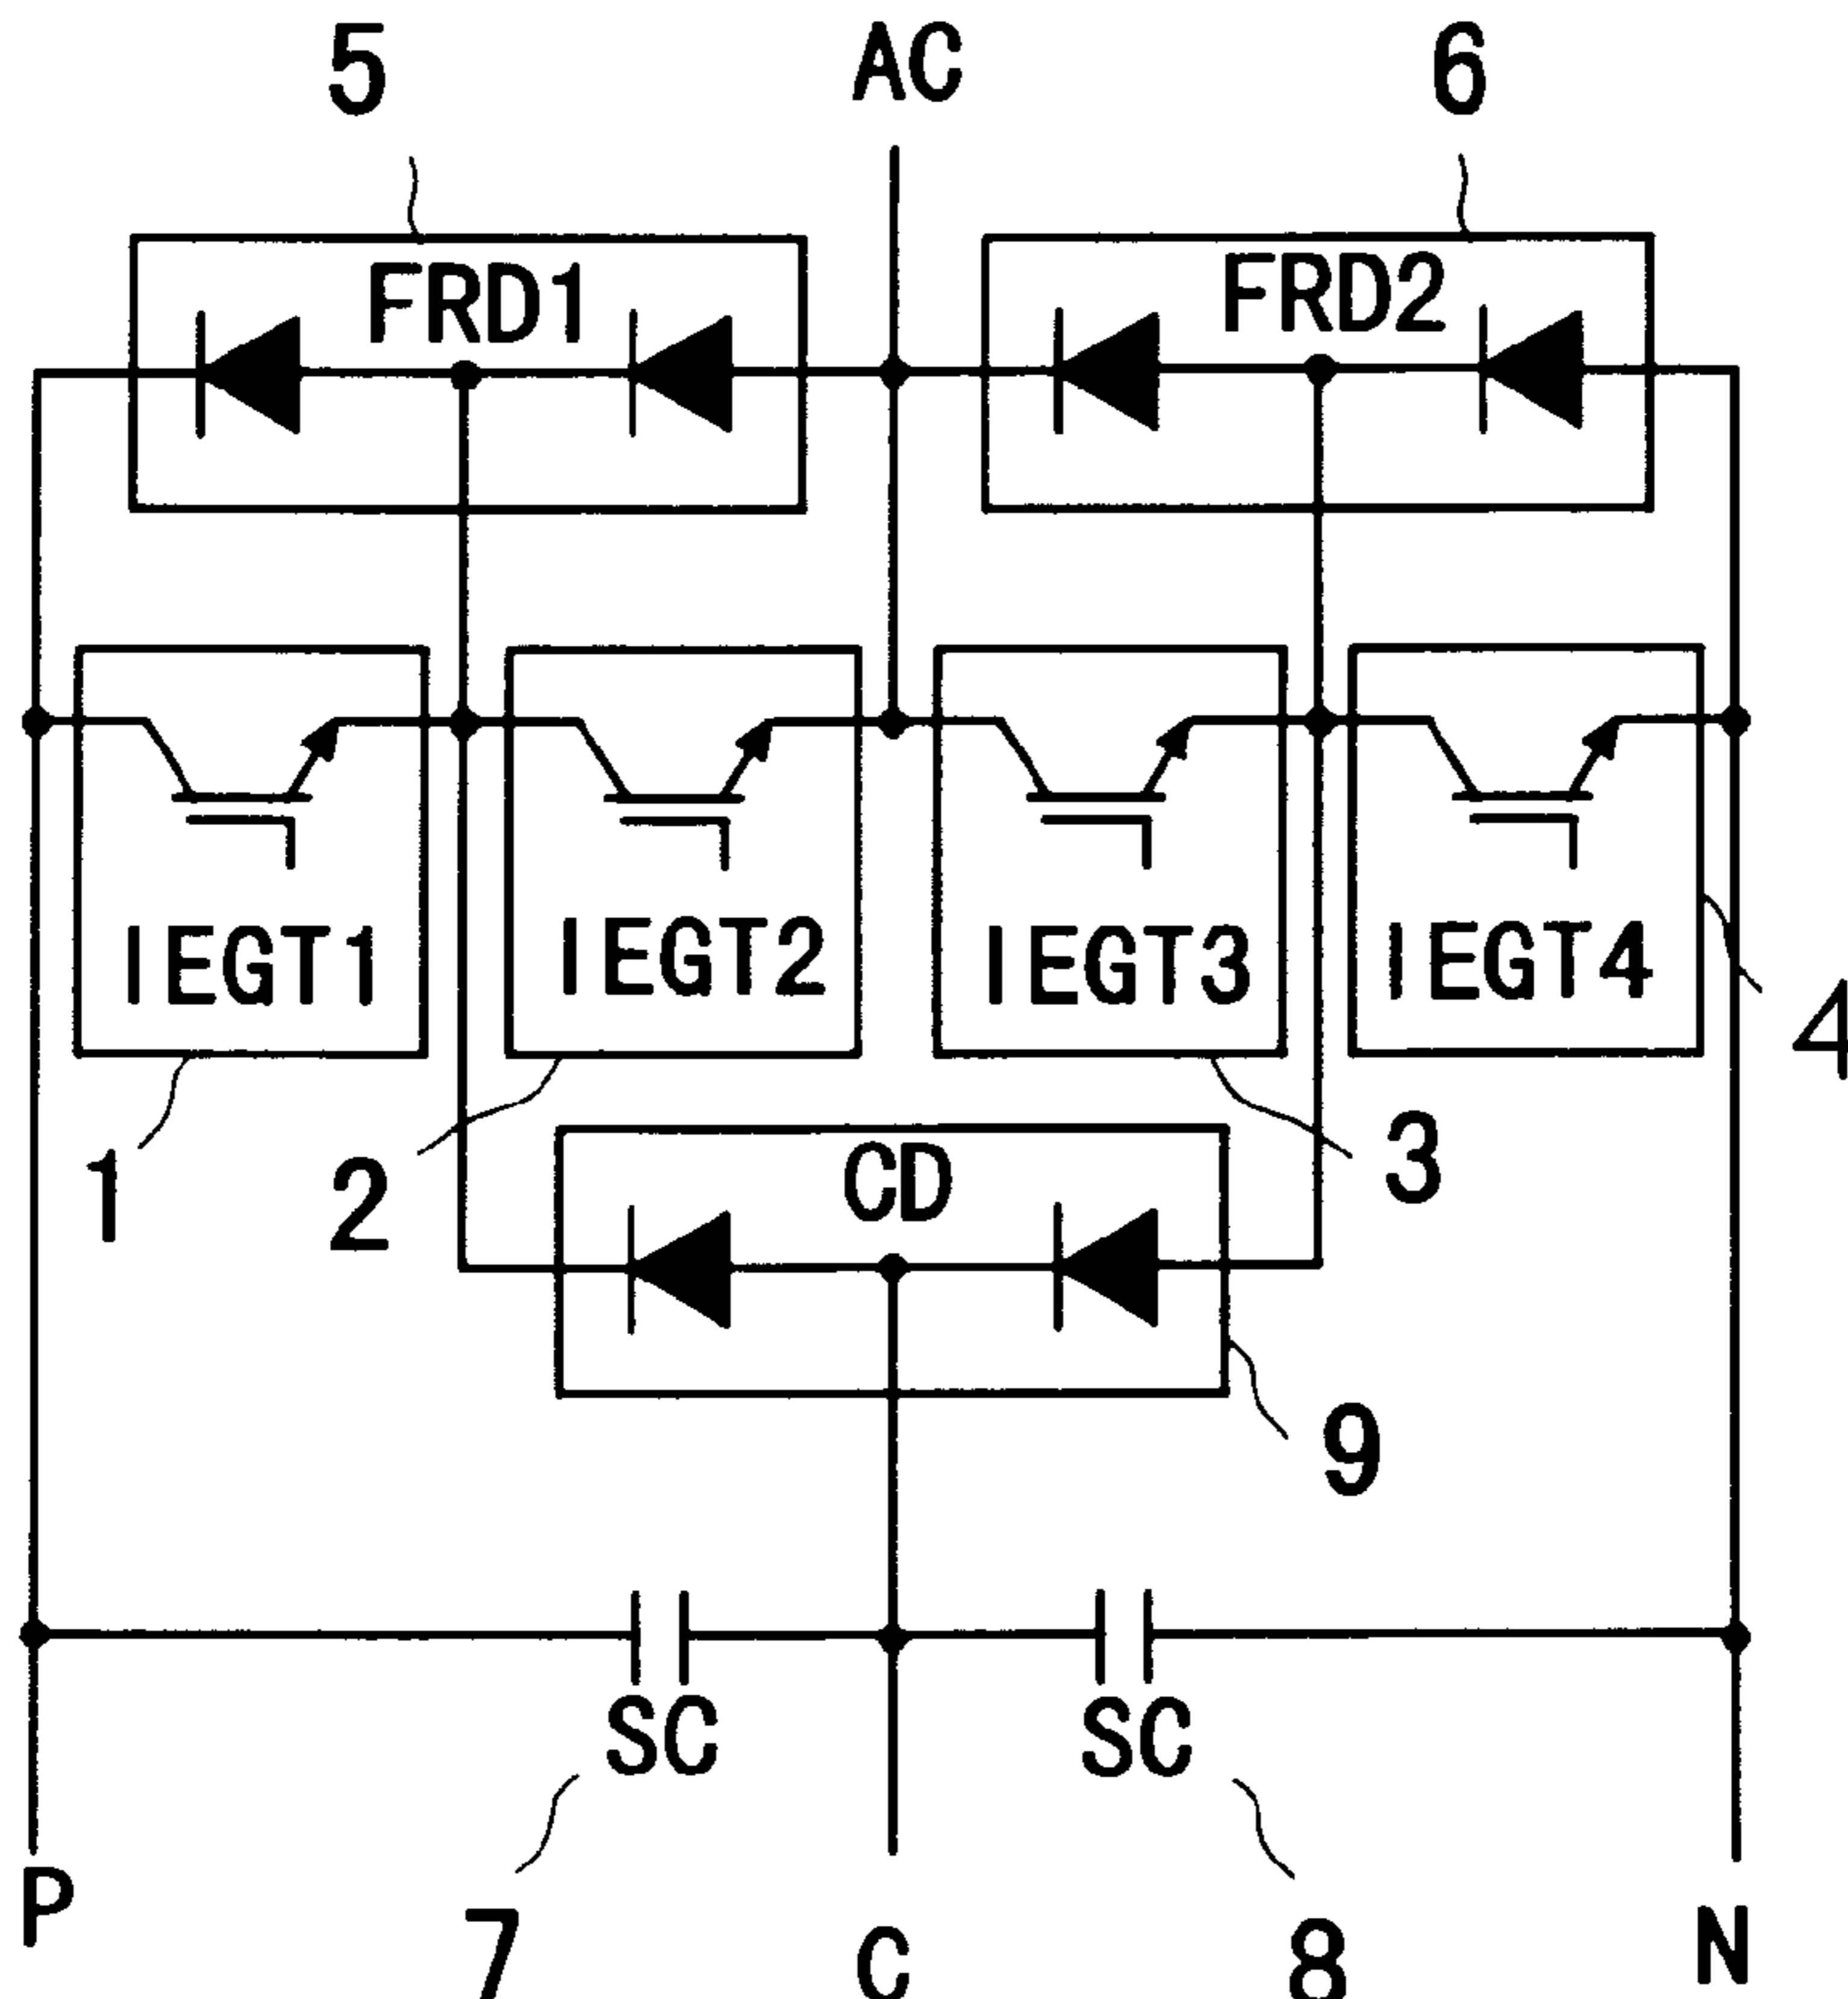 5 AC 6
FRD1 FRD2
IEGT1 IEGT2 IEGT3 IEGT4
4
1 2 CD 3
9
SC SC
P 7 C 8 N